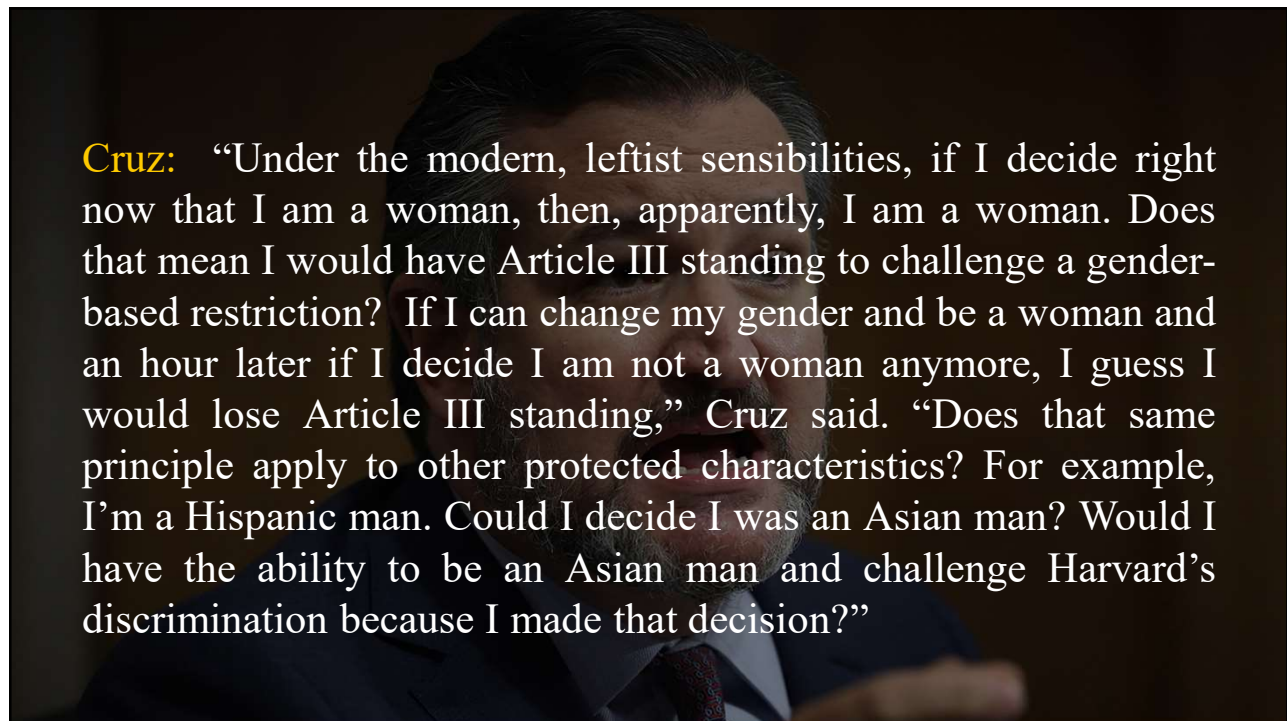 Cruz: “Under the modern, leftist sensibilities, if I decide right
now that I am a woman, then, apparently, I am a woman. Does
that mean I would have Article III standing to challenge a gender-
based restriction? If I can change my gender and be a woman and
an hour later if I decide I am not a woman anymore, I guess I
would lose Article III standing,” Cruz said. “Does that same
principle apply to other protected characteristics? For example,
I’m a Hispanic man. Could I decide I was an Asian man? Would I
have the ability to be an Asian man and challenge Harvard’s
discrimination because I made that decision?”